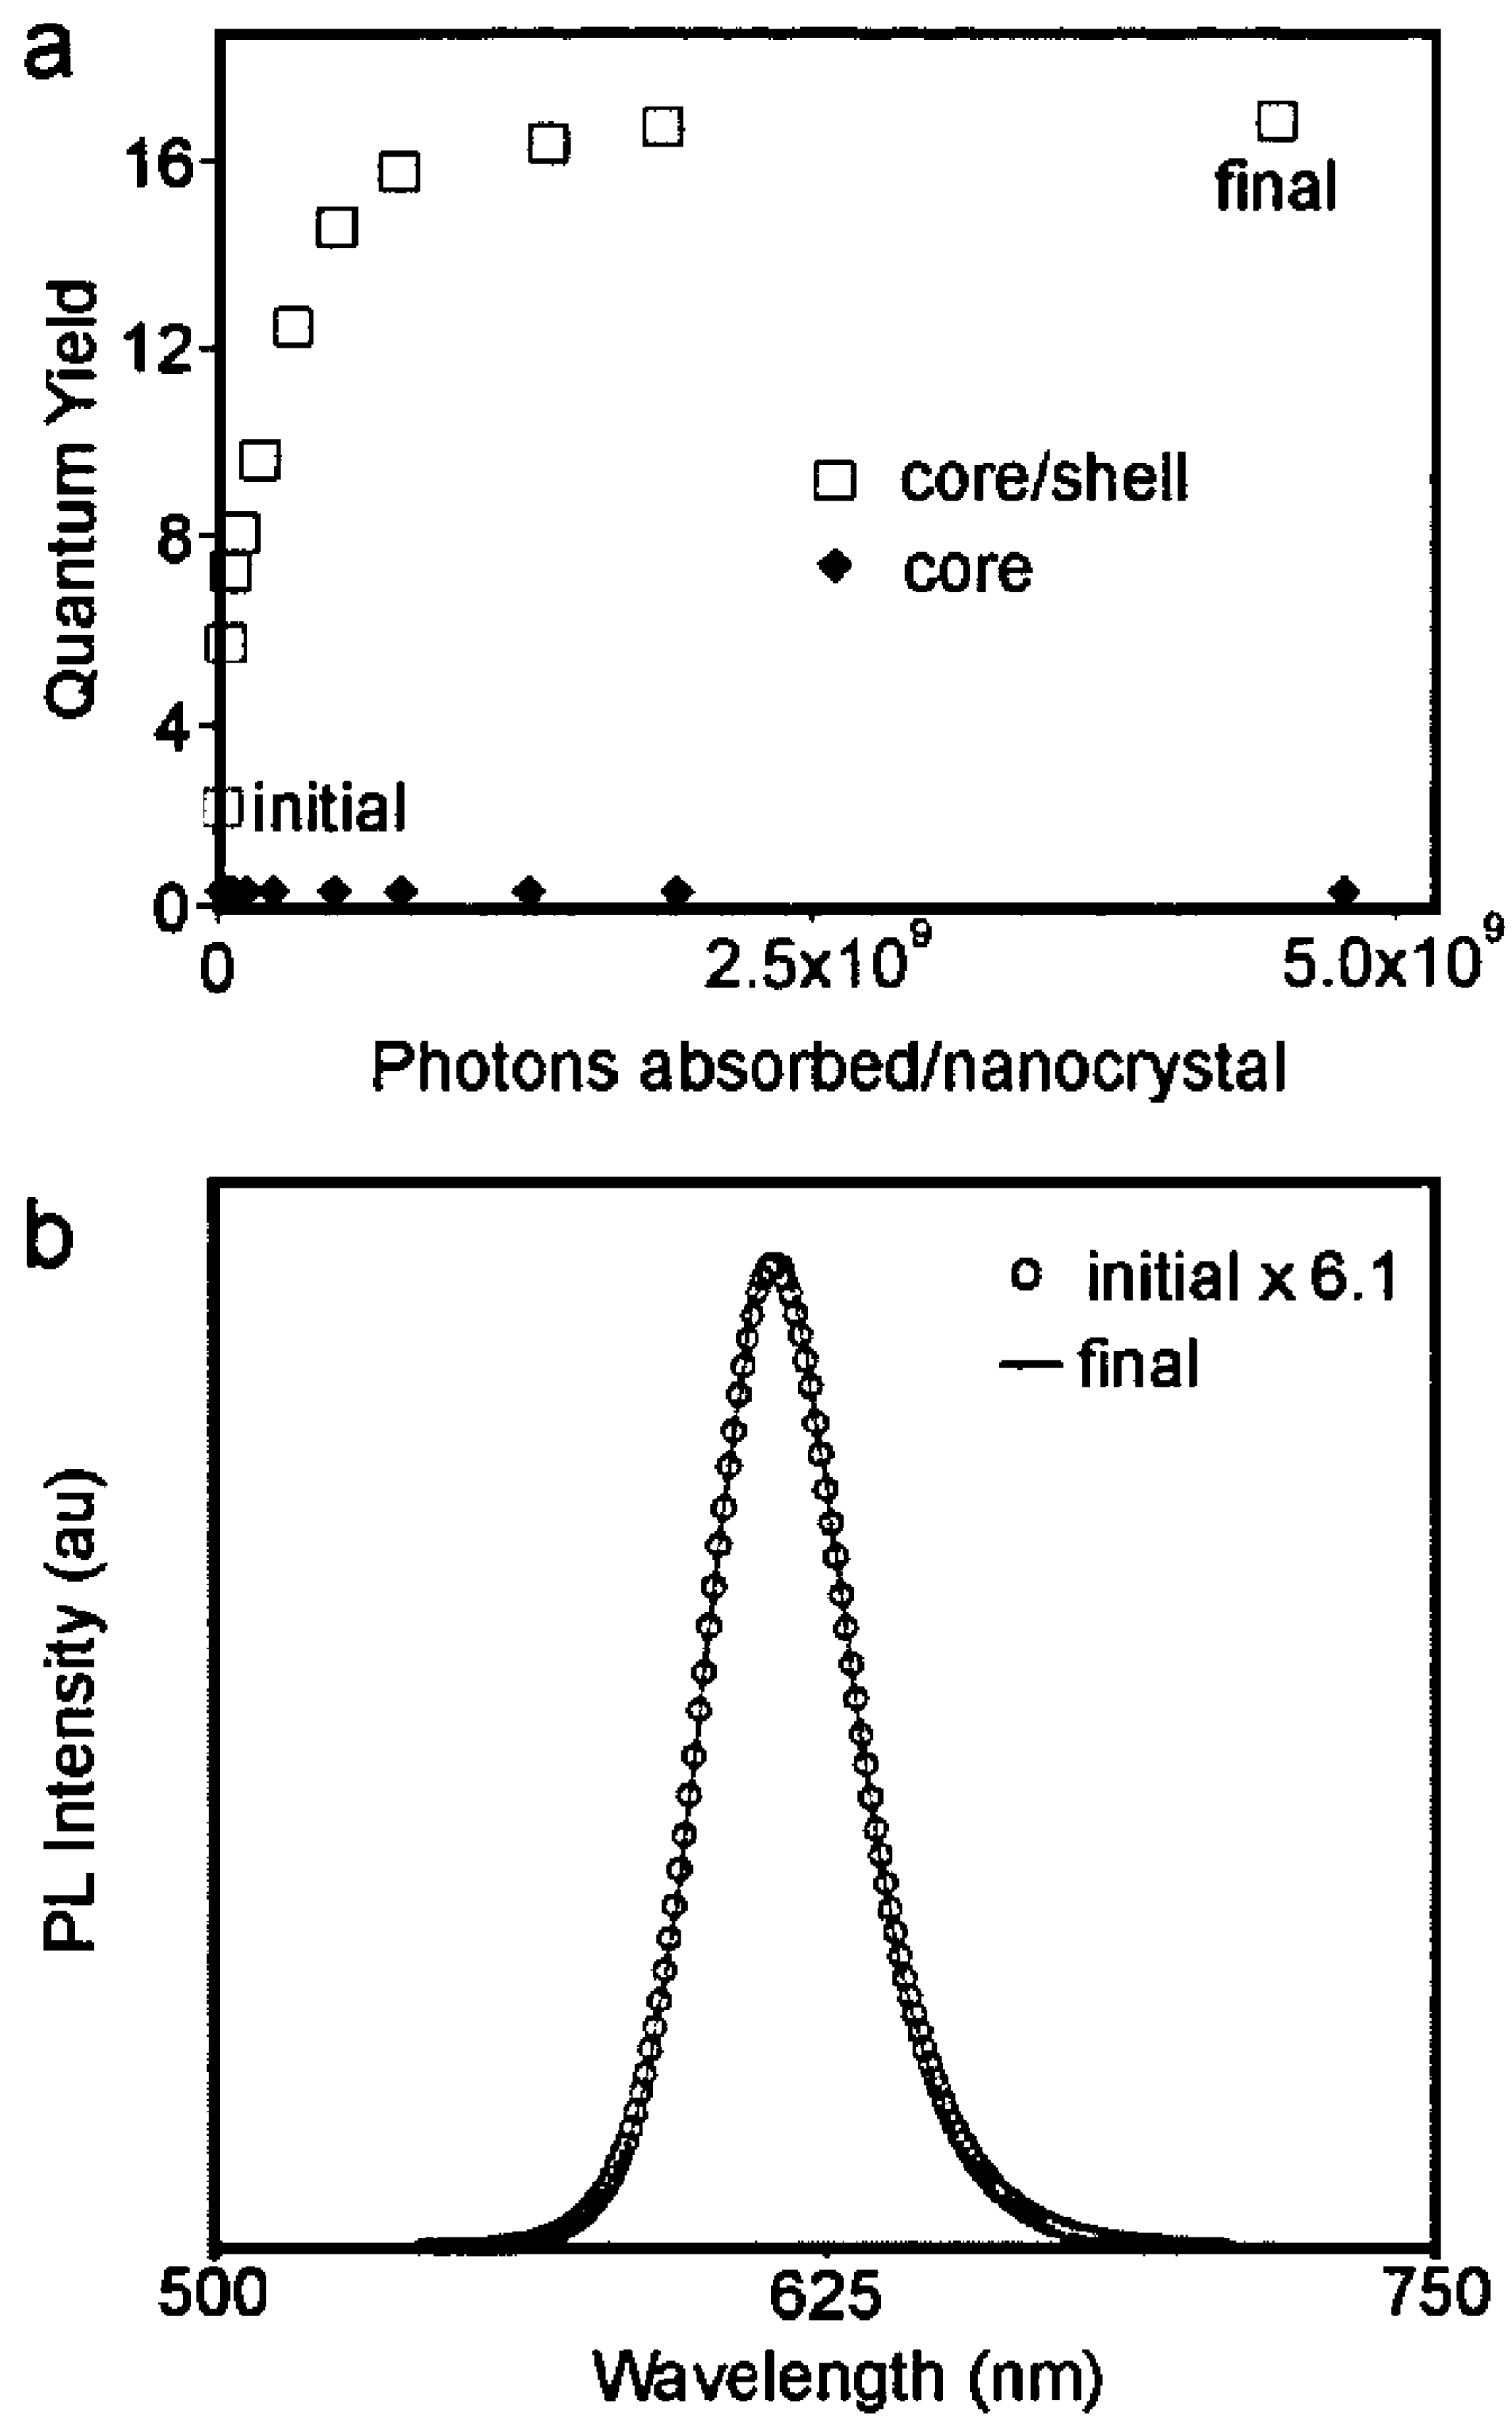 a
16
12
8
4
0
Quantum Yield
final
core/shell
core
initial
0
2.5x10⁹
5.0x10⁹
Photons absorbed/nanocrystal
b
initial x 6.1
final
PL Intensity (au)
500
625
750
Wavelength (nm)